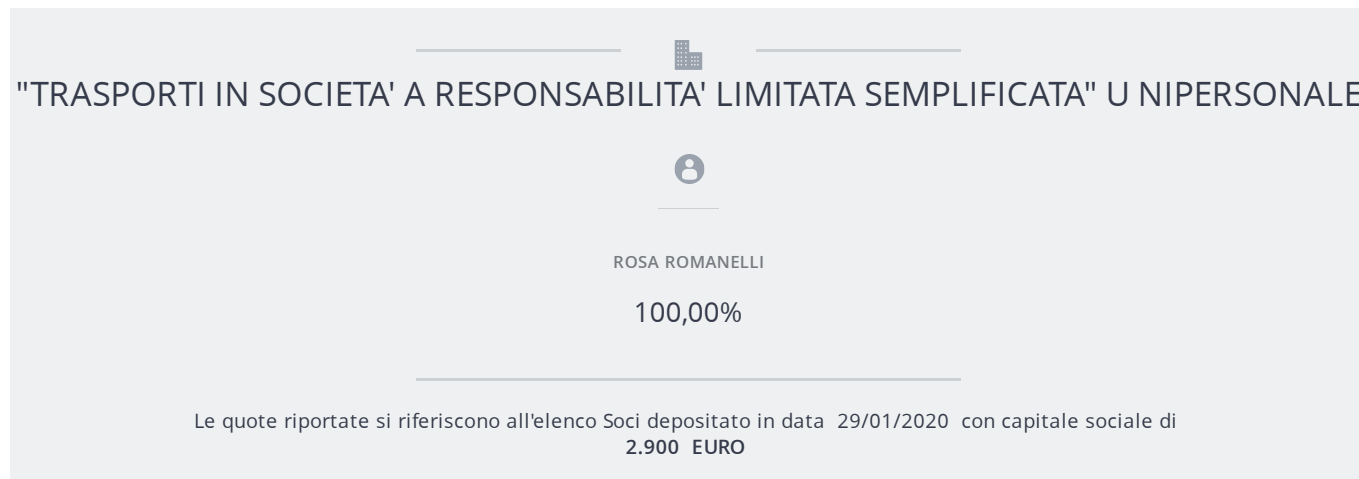 "TRASPORTI IN SOCIETA' A RESPONSABILITA' LIMITATA SEMPLIFICATA" U NIPERSONALE
ROSA ROMANELLI
100,00%
Le quote riportate si riferiscono all'elenco Soci depositato in data 29/01/2020 con capitale sociale di
2.900 EURO